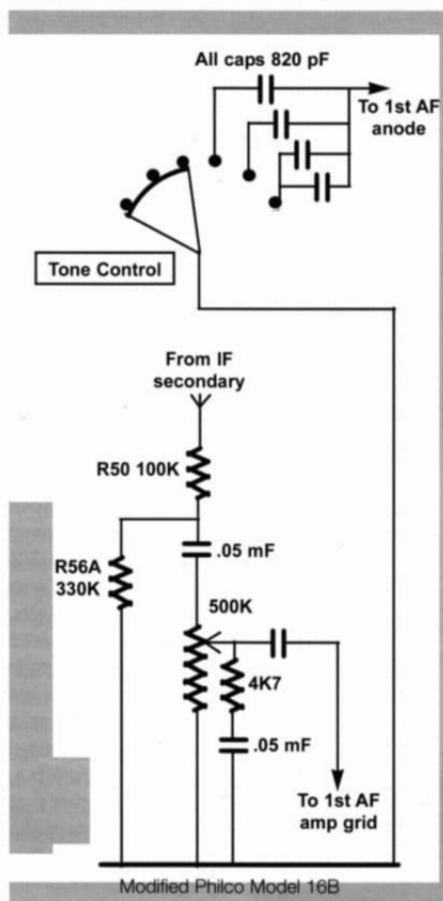 All caps 820 pF
To 1st AF
anode
Tone Control
From IF
secondary
R50 100K
.05 mF
R56A
330K
500K
4K7
.05 mF
To 1st AF
amp grid
Modified Philco Model 16B